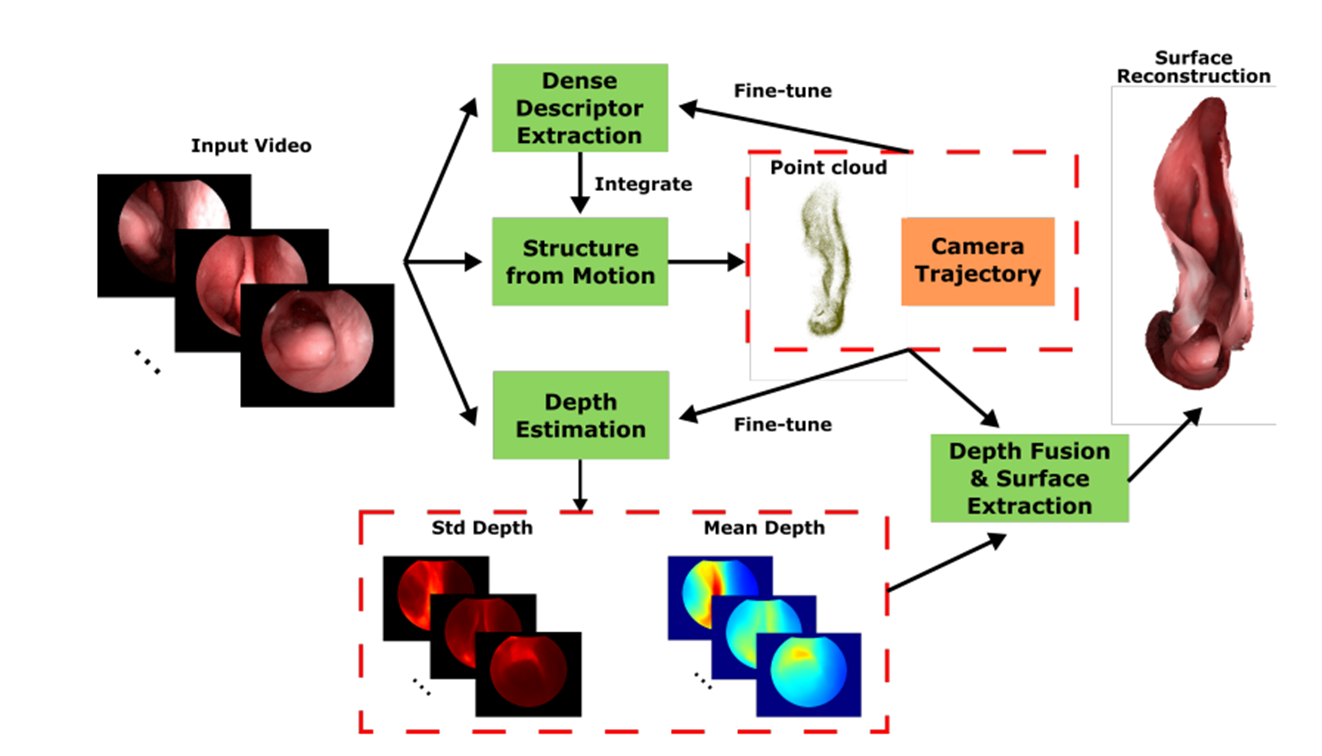 Input Video
Dense
Descriptor
Extraction
Integrate
Structure
from Motion
Depth
Estimation
Fine-tune
Point cloud
Camera
Trajectory
Fine-tune
Std Depth
Mean Depth
Depth Fusion
& Surface
Extraction
Surface
Reconstruction